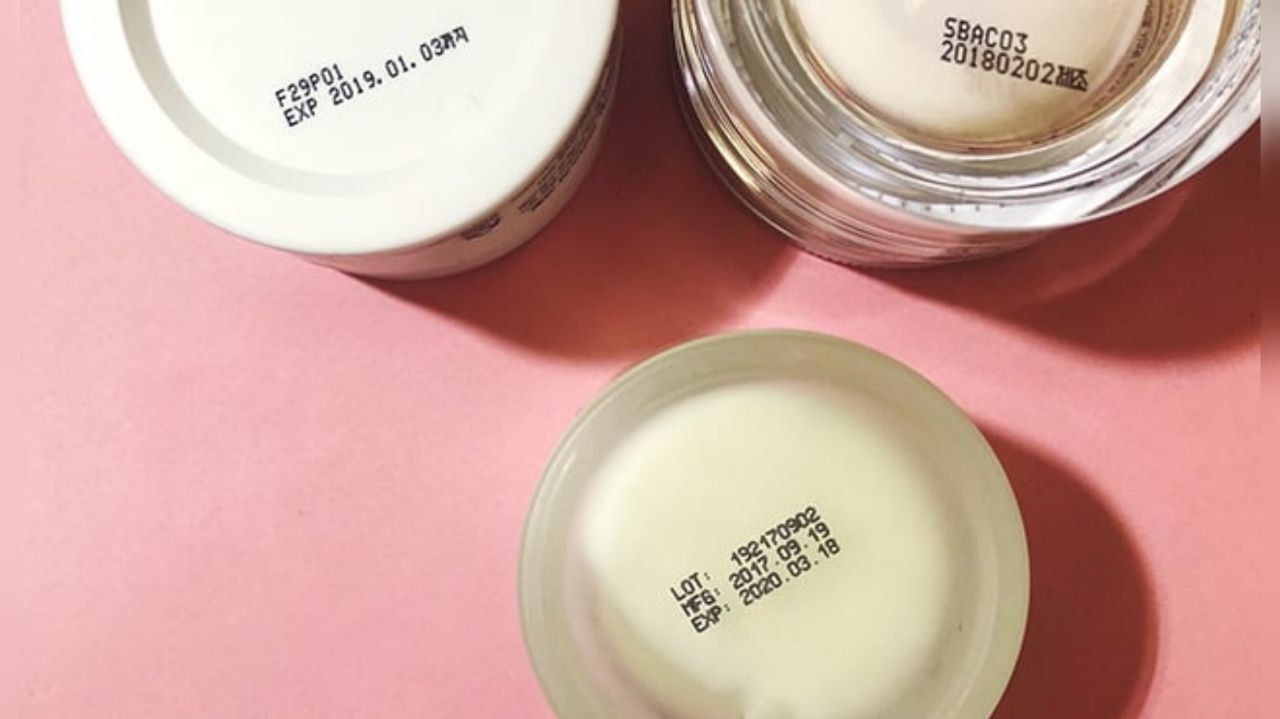 F29P01
EXP 2019.01.03까지
SBAC03
20180202제조
LOT: 192170902
MFG: 2017.09.19
EXP: 2020.03.18